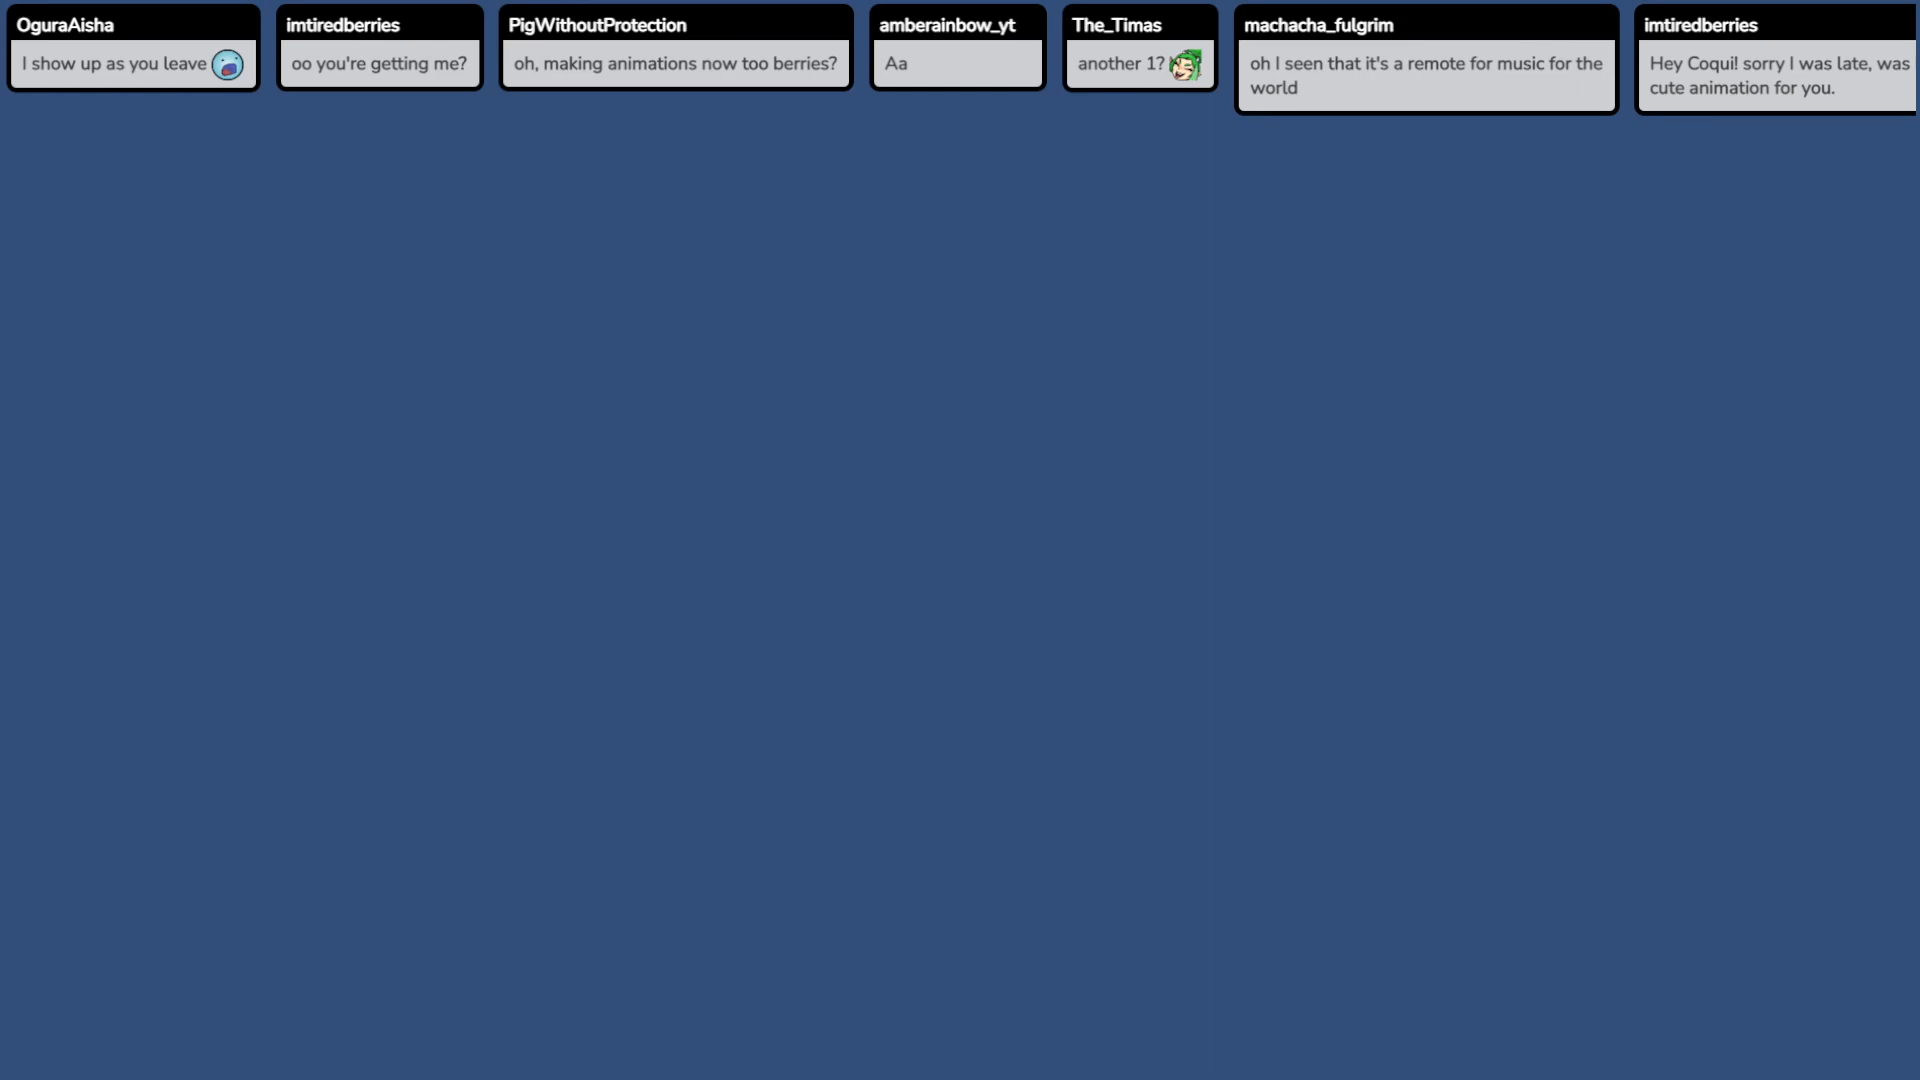 OguraAisha
I show up as you leave
imtiredberries
oo you're getting me?
PigWithoutProtection
oh, making animations now too berries?
amberainbow_yt
Aa
The_Timas
another 1?
machacha_fulgrim
oh I seen that it's a remote for music for the
world
imtiredberries
Hey Coqui! sorry I was late, was
cute animation for you.